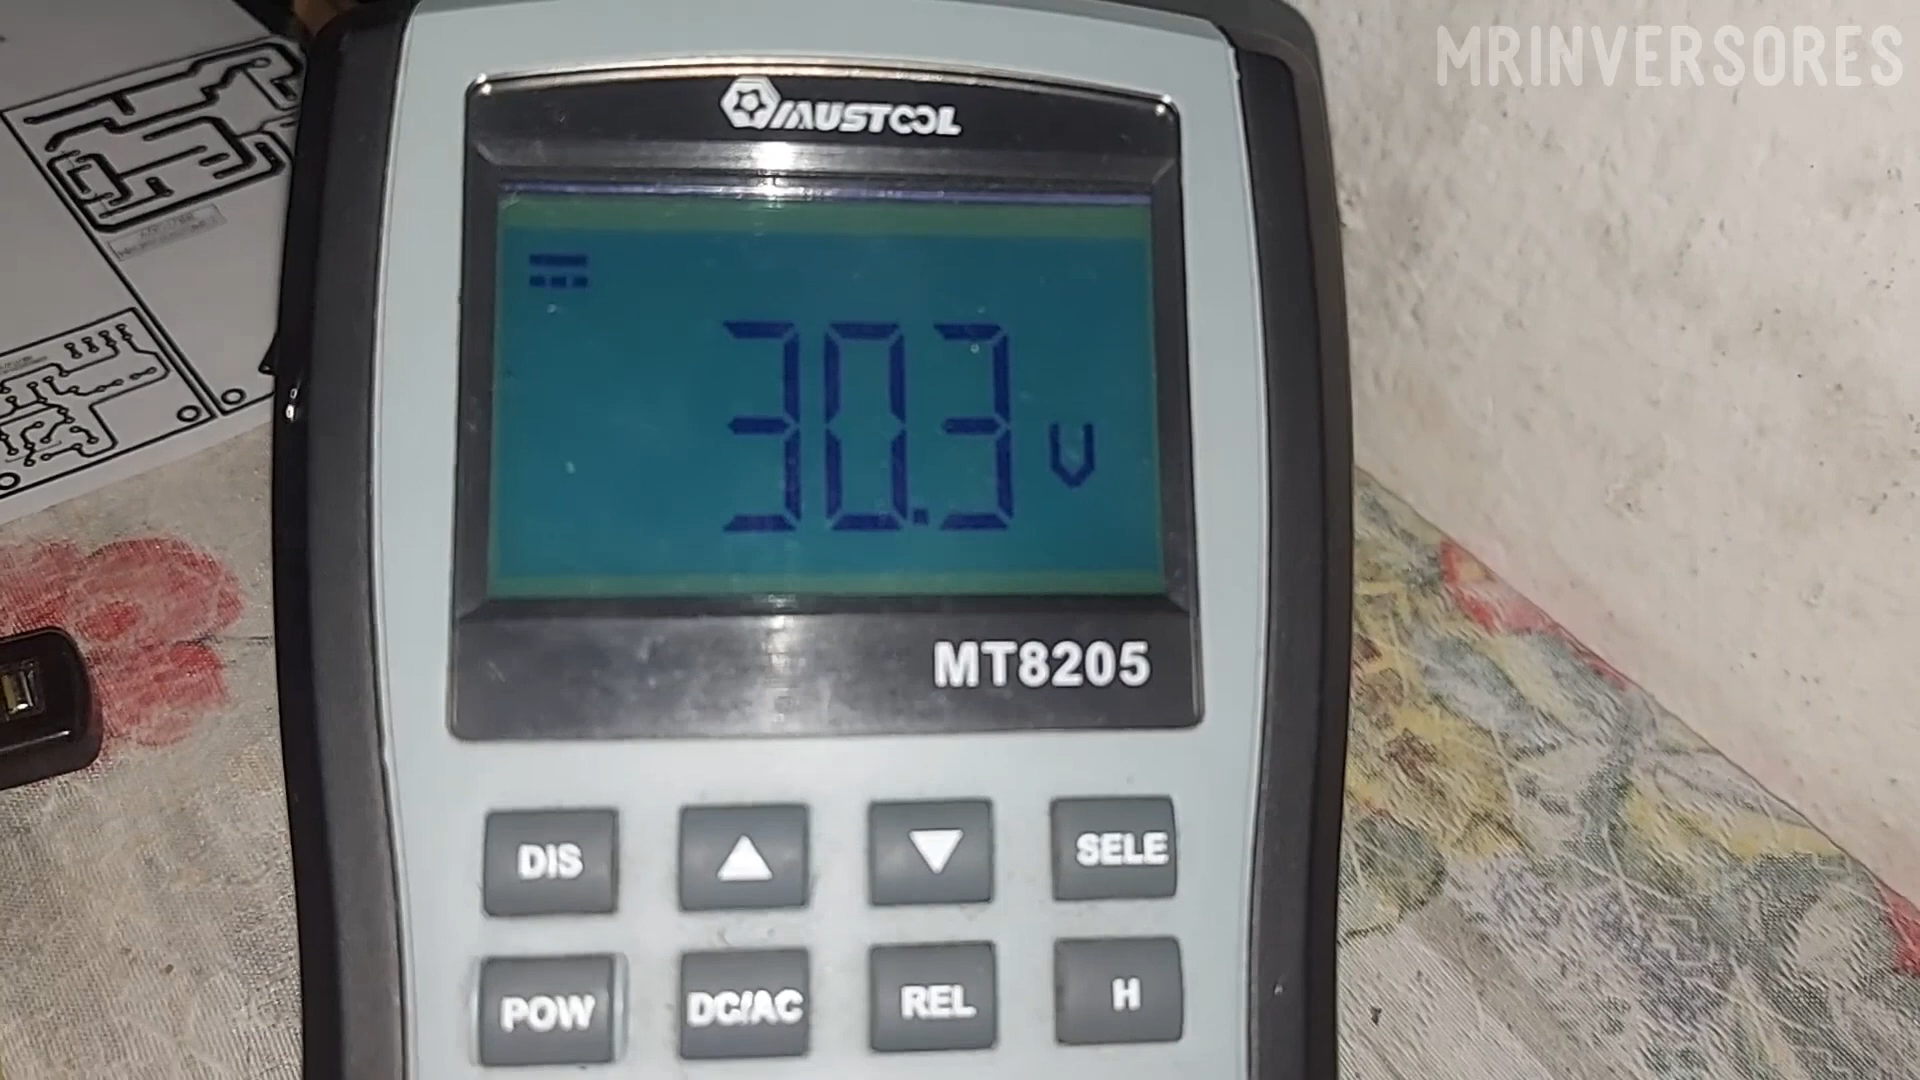 MRINVERSORES
MUSTOOL
30.3 V
MT8205
DIS
SELE
POW
DC/AC
REL
H